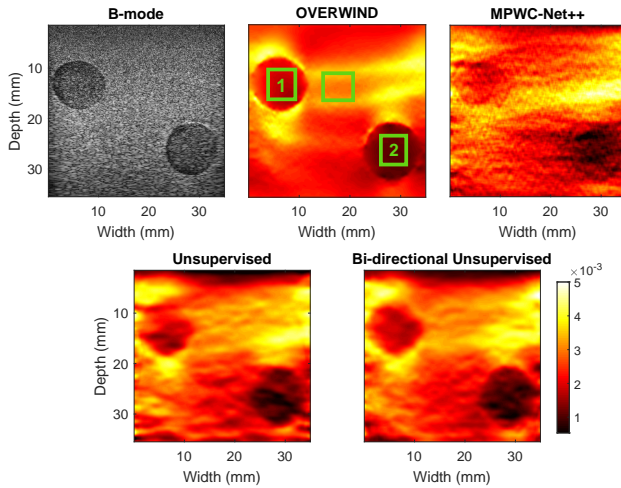 B-mode
OVERWIND
MPWC-Net++
Depth (mm)
10
20
30
10
20
30
Width (mm)
1
2
10
20
30
Width (mm)
10
20
30
Width (mm)
Unsupervised
Bi-directional Unsupervised
Depth (mm)
10
20
30
10
20
30
Width (mm)
10
20
30
Width (mm)
×10⁻³
5
4
3
2
1